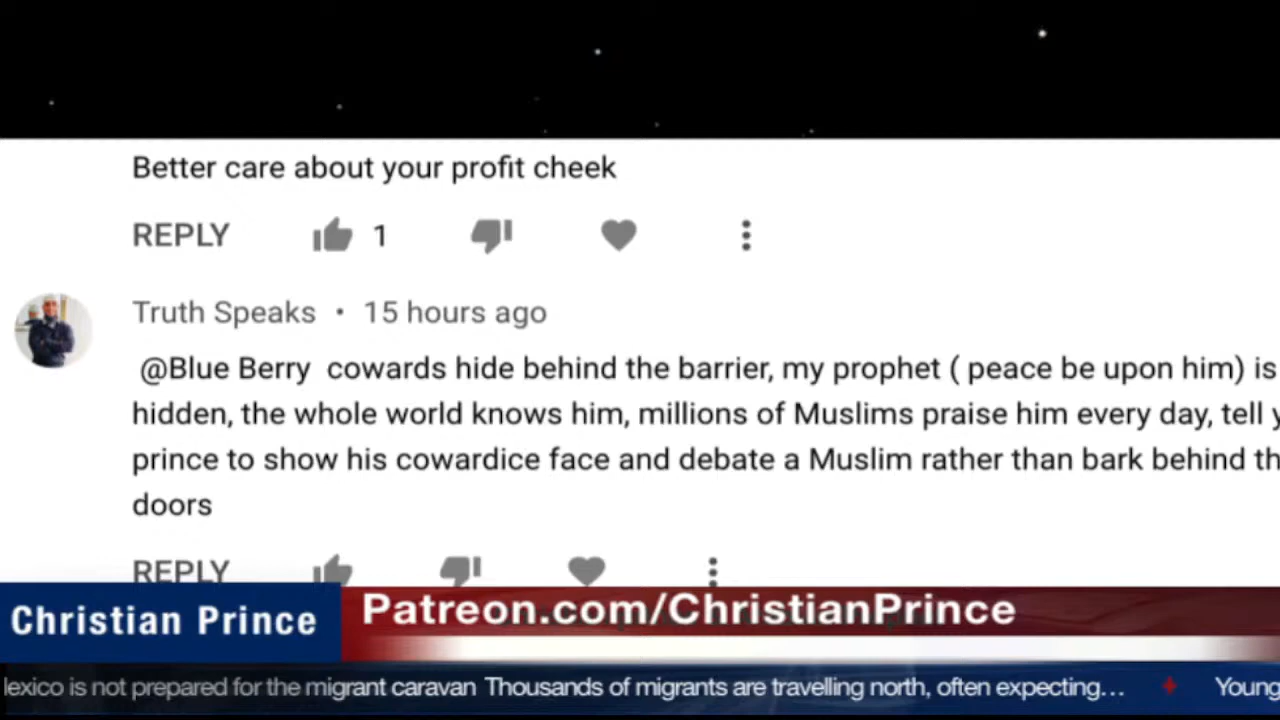 Better care about your profit cheek
REPLY 1
Truth Speaks • 15 hours ago
@Blue Berry cowards hide behind the barrier, my prophet ( peace be upon him) is
hidden, the whole world knows him, millions of Muslims praise him every day, tell
prince to show his cowardice face and debate a Muslim rather than bark behind
doors
REPLY
Christian Prince
Patreon.com/ChristianPrince
lexico is not prepared for the migrant caravan Thousands of migrants are travelling north, often expecting... Young